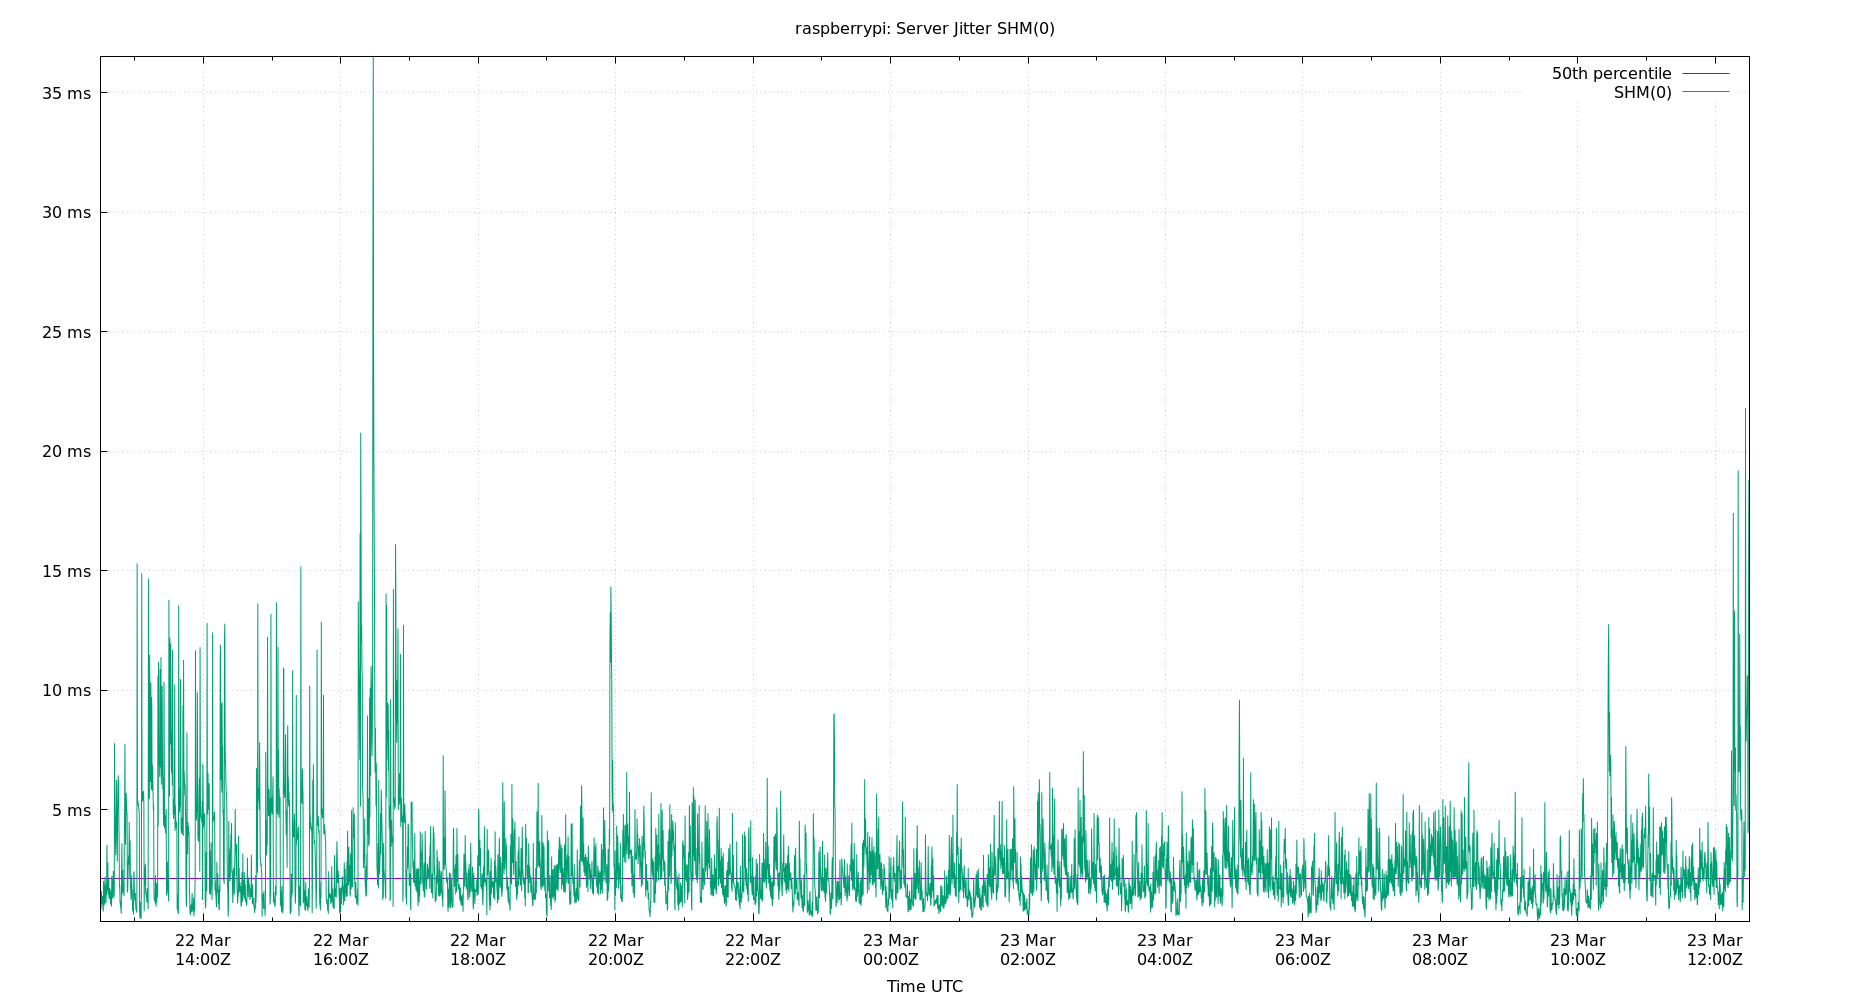 raspberrypi: Server Jitter SHM(0)
50th percentile
SHM(0)
35 ms
30 ms
25 ms
20 ms
15 ms
10 ms
5 ms
22 Mar 22 Mar 22 Mar 22 Mar 22 Mar 23 Mar 23 Mar 23 Mar 23 Mar 23 Mar 23 Mar 23 Mar
14:00Z 16:00Z 18:00Z 20:00Z 22:00Z 00:00Z 02:00Z 04:00Z 06:00Z 08:00Z 10:00Z 12:00Z
Time UTC